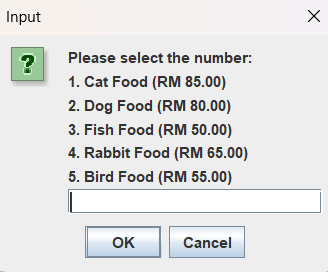 Input
Please select the number:
1. Cat Food (RM 85.00)
2. Dog Food (RM 80.00)
3. Fish Food (RM 50.00)
4. Rabbit Food (RM 65.00)
5. Bird Food (RM 55.00)
OK Cancel